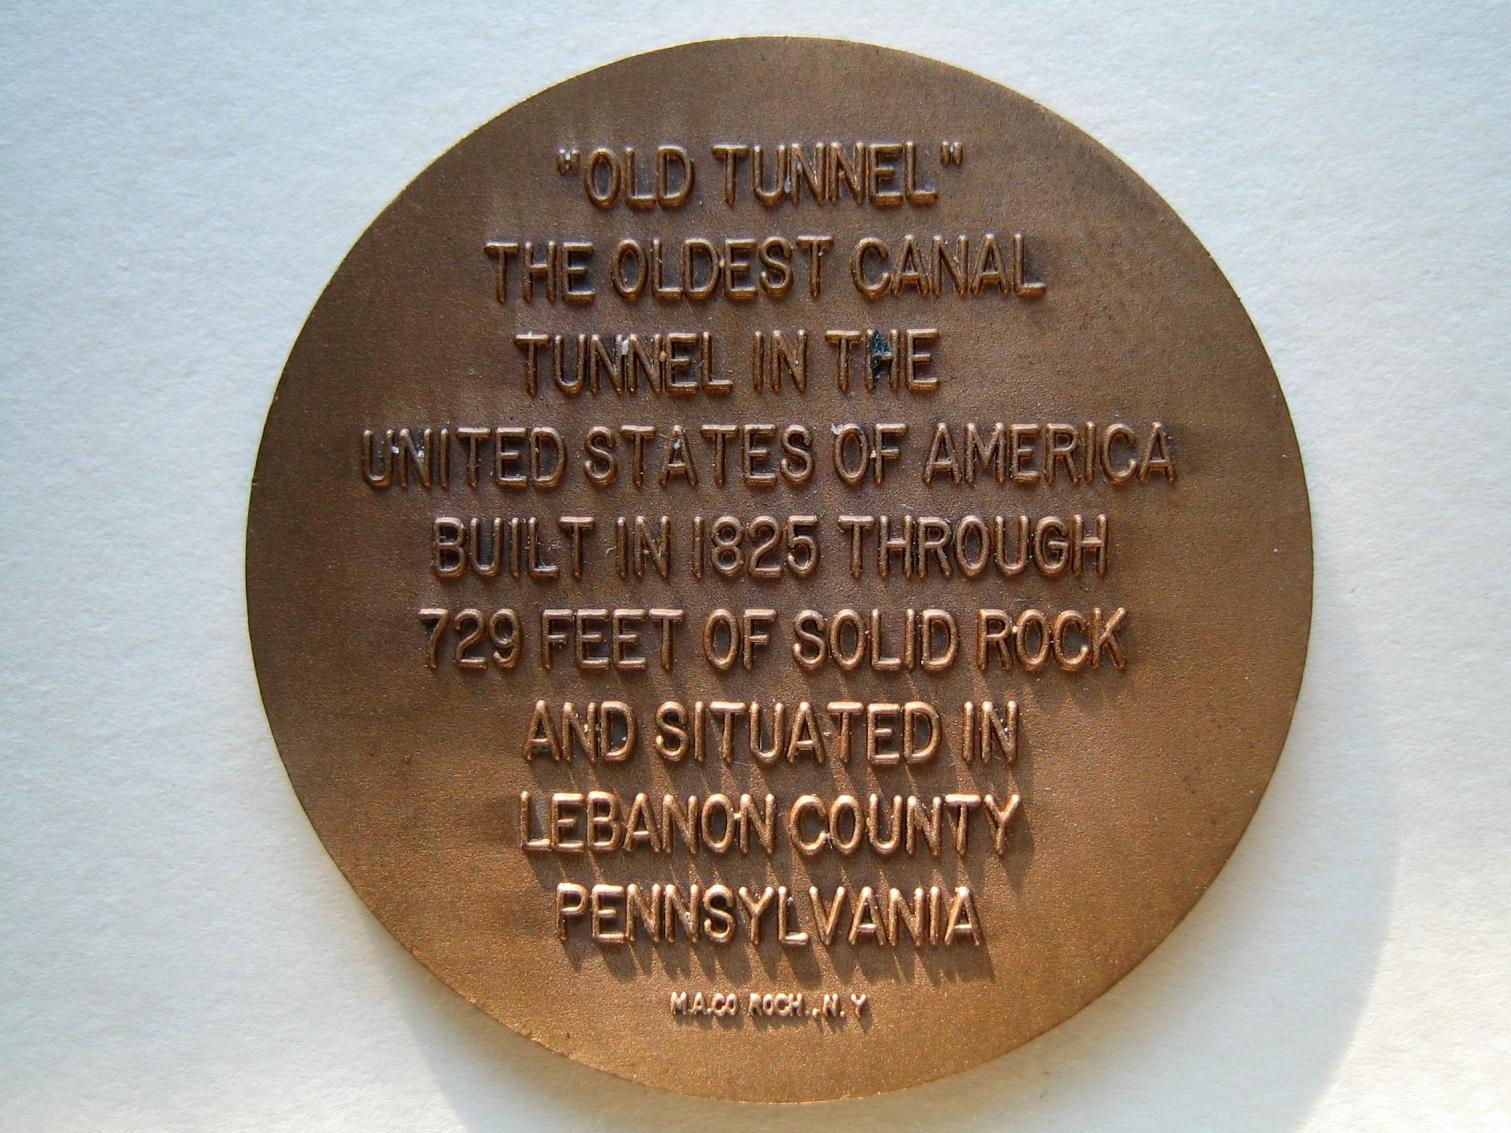 "OLD TUNNEL"
THE OLDEST CANAL
TUNNEL IN THE
UNITED STATES OF AMERICA
BUILT IN 1825 THROUGH
729 FEET OF SOLID ROCK
AND SITUATED IN
LEBANON COUNTY
PENNSYLVANIA
M.A.CO ROCH., N.Y